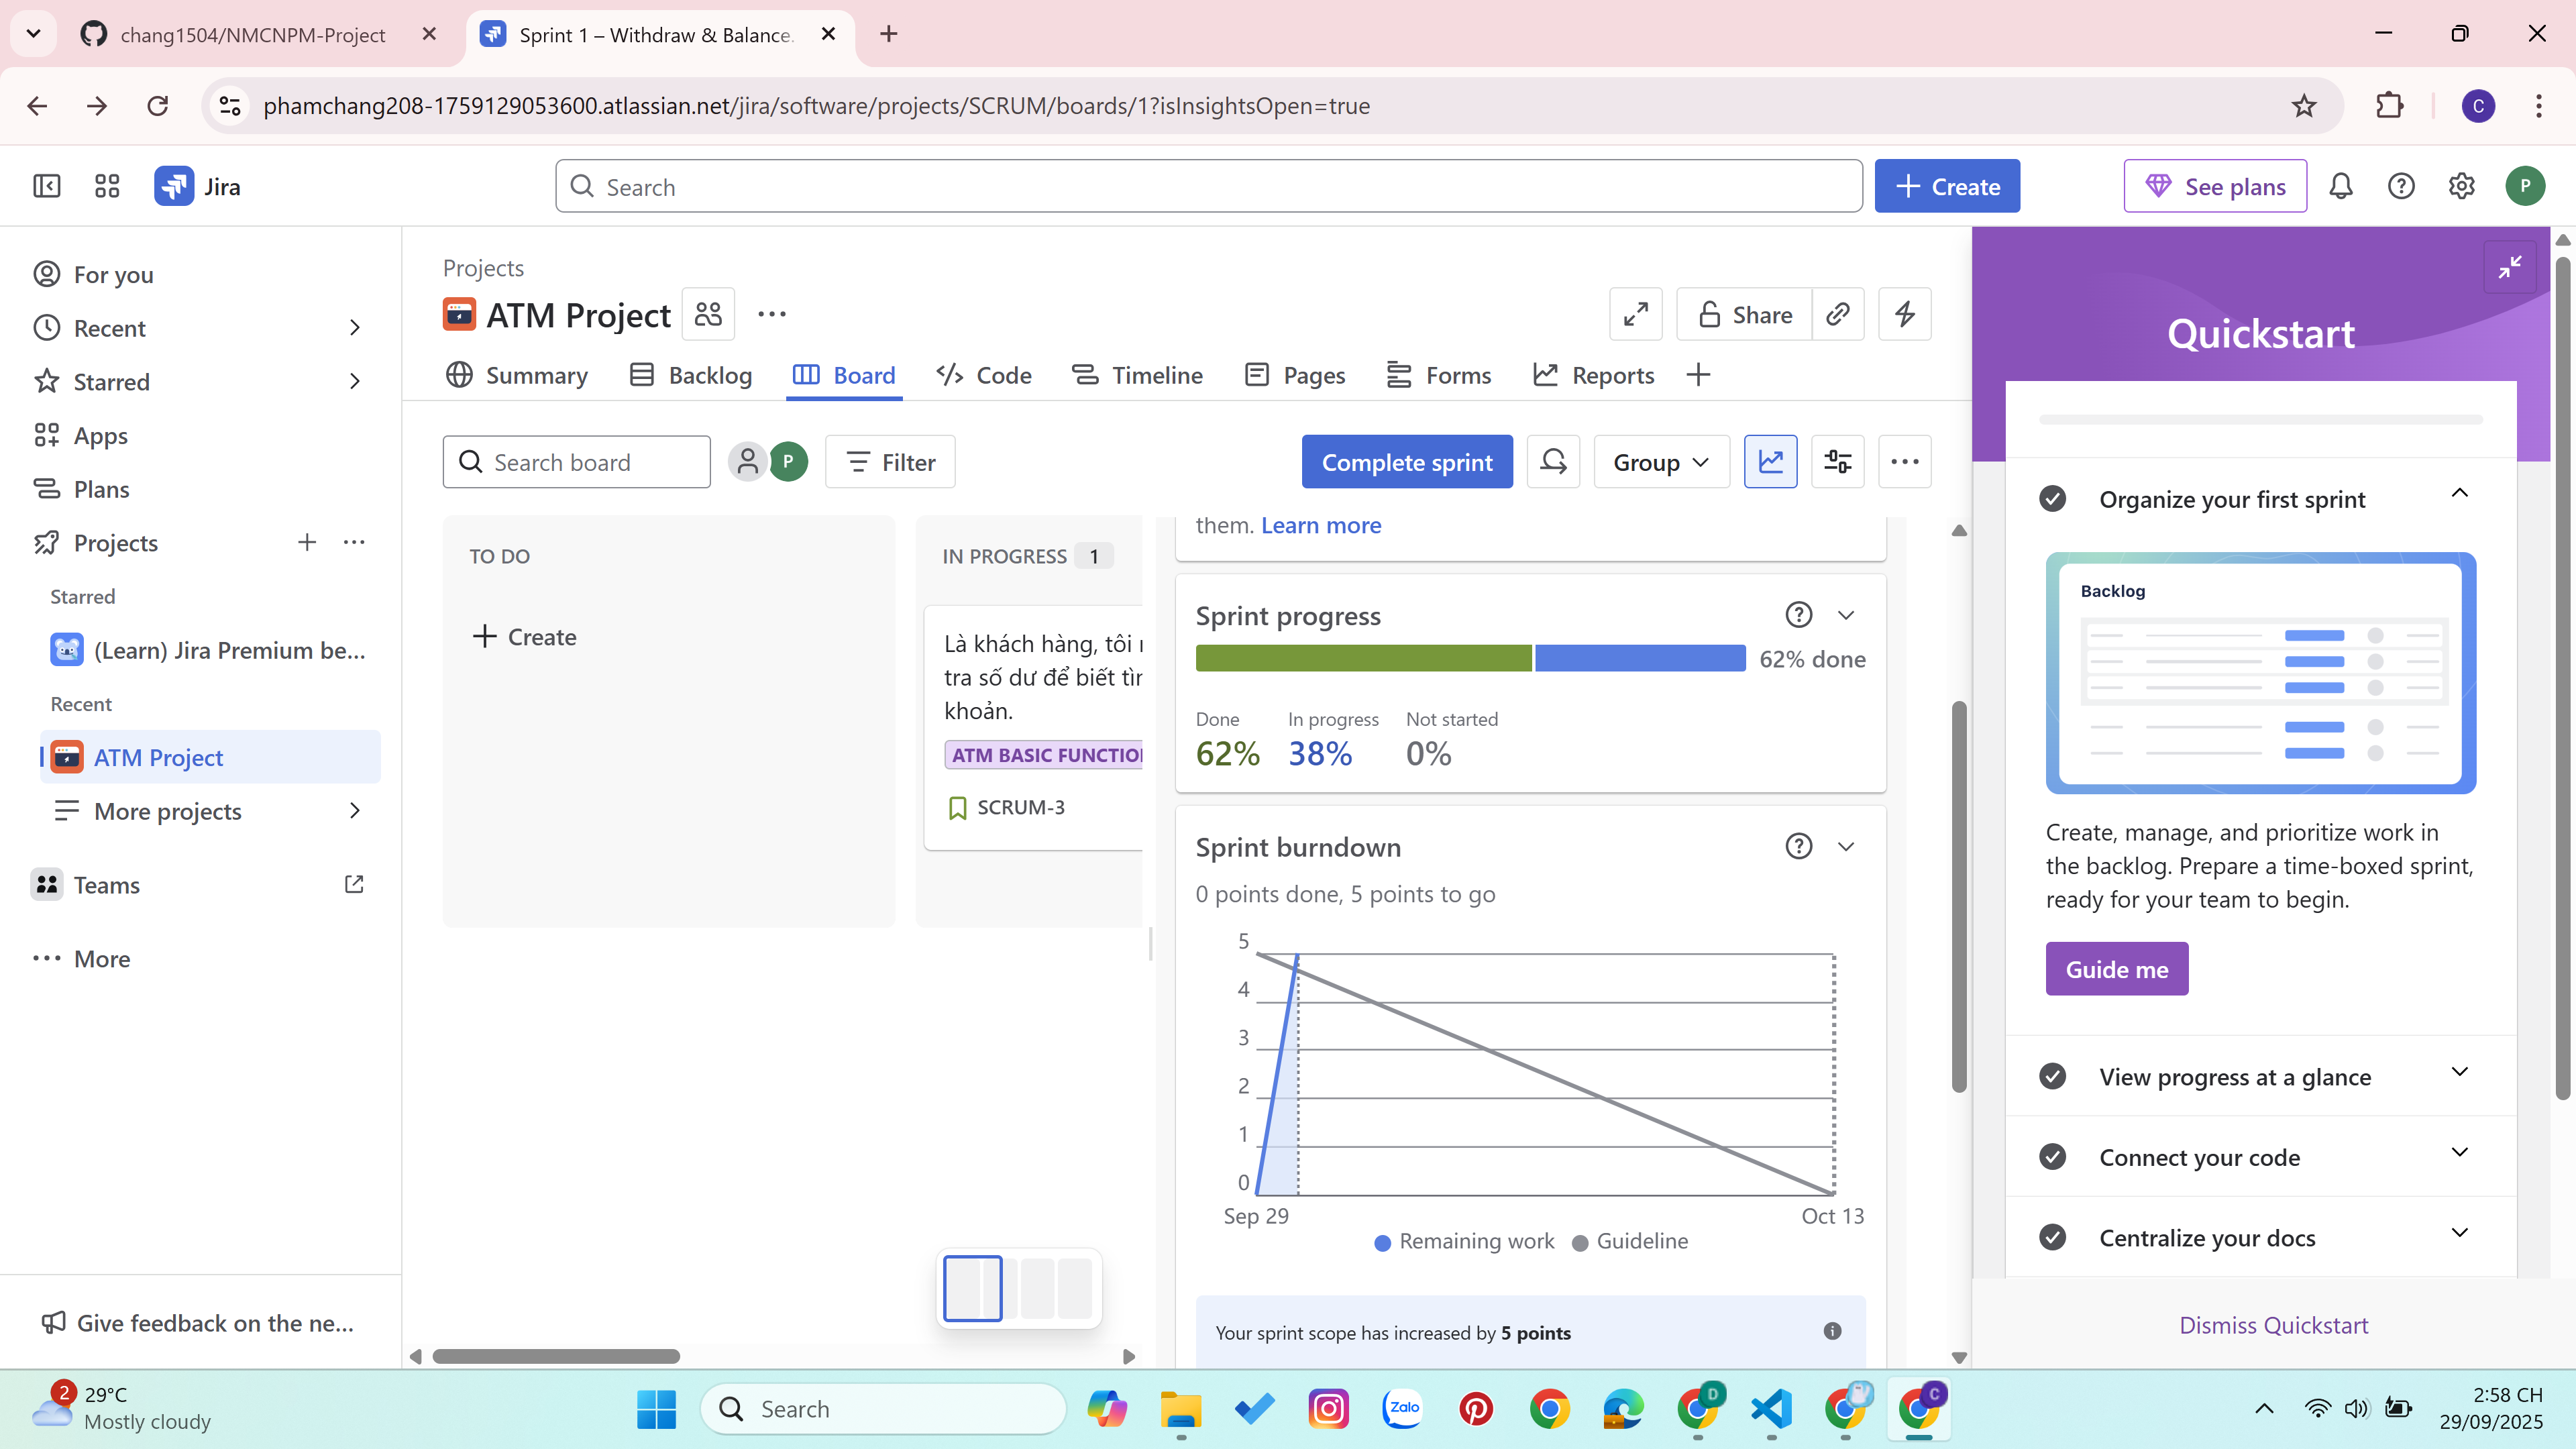 chang1504/NMCNPM-Project
Sprint 1 – Withdraw & Balance.
phamchang208-1759129053600.atlassian.net/jira/software/projects/SCRUM/boards/1?isInsightsOpen=true
C
Jira
Search
Create
See plans
P
For you
Recent
Starred
Apps
Plans
Projects
Starred
(Learn) Jira Premium be...
Recent
ATM Project
More projects
Teams
More
Give feedback on the ne...
Projects
ATM Project
Share
Summary
Backlog
Board
Code
Timeline
Pages
Forms
Reports
Search board
P
Filter
Complete sprint
Group
TO DO
Create
IN PROGRESS 1
Là khách hàng, tôi
tra số dư để biết tìn
khoản.
ATM BASIC FUNCTIO
SCRUM-3
them. Learn more
Sprint progress
62% done
Done In progress Not started
62% 38% 0%
Sprint burndown
0 points done, 5 points to go
5
4
3
2
1
0
Sep 29 Oct 13
Remaining work Guideline
Your sprint scope has increased by 5 points
Quickstart
Organize your first sprint
Backlog
Create, manage, and prioritize work in
the backlog. Prepare a time-boxed sprint,
ready for your team to begin.
Guide me
View progress at a glance
Connect your code
Centralize your docs
Dismiss Quickstart
2
29°C
Mostly cloudy
Search
Zalo
D
C
2:58 CH
29/09/2025